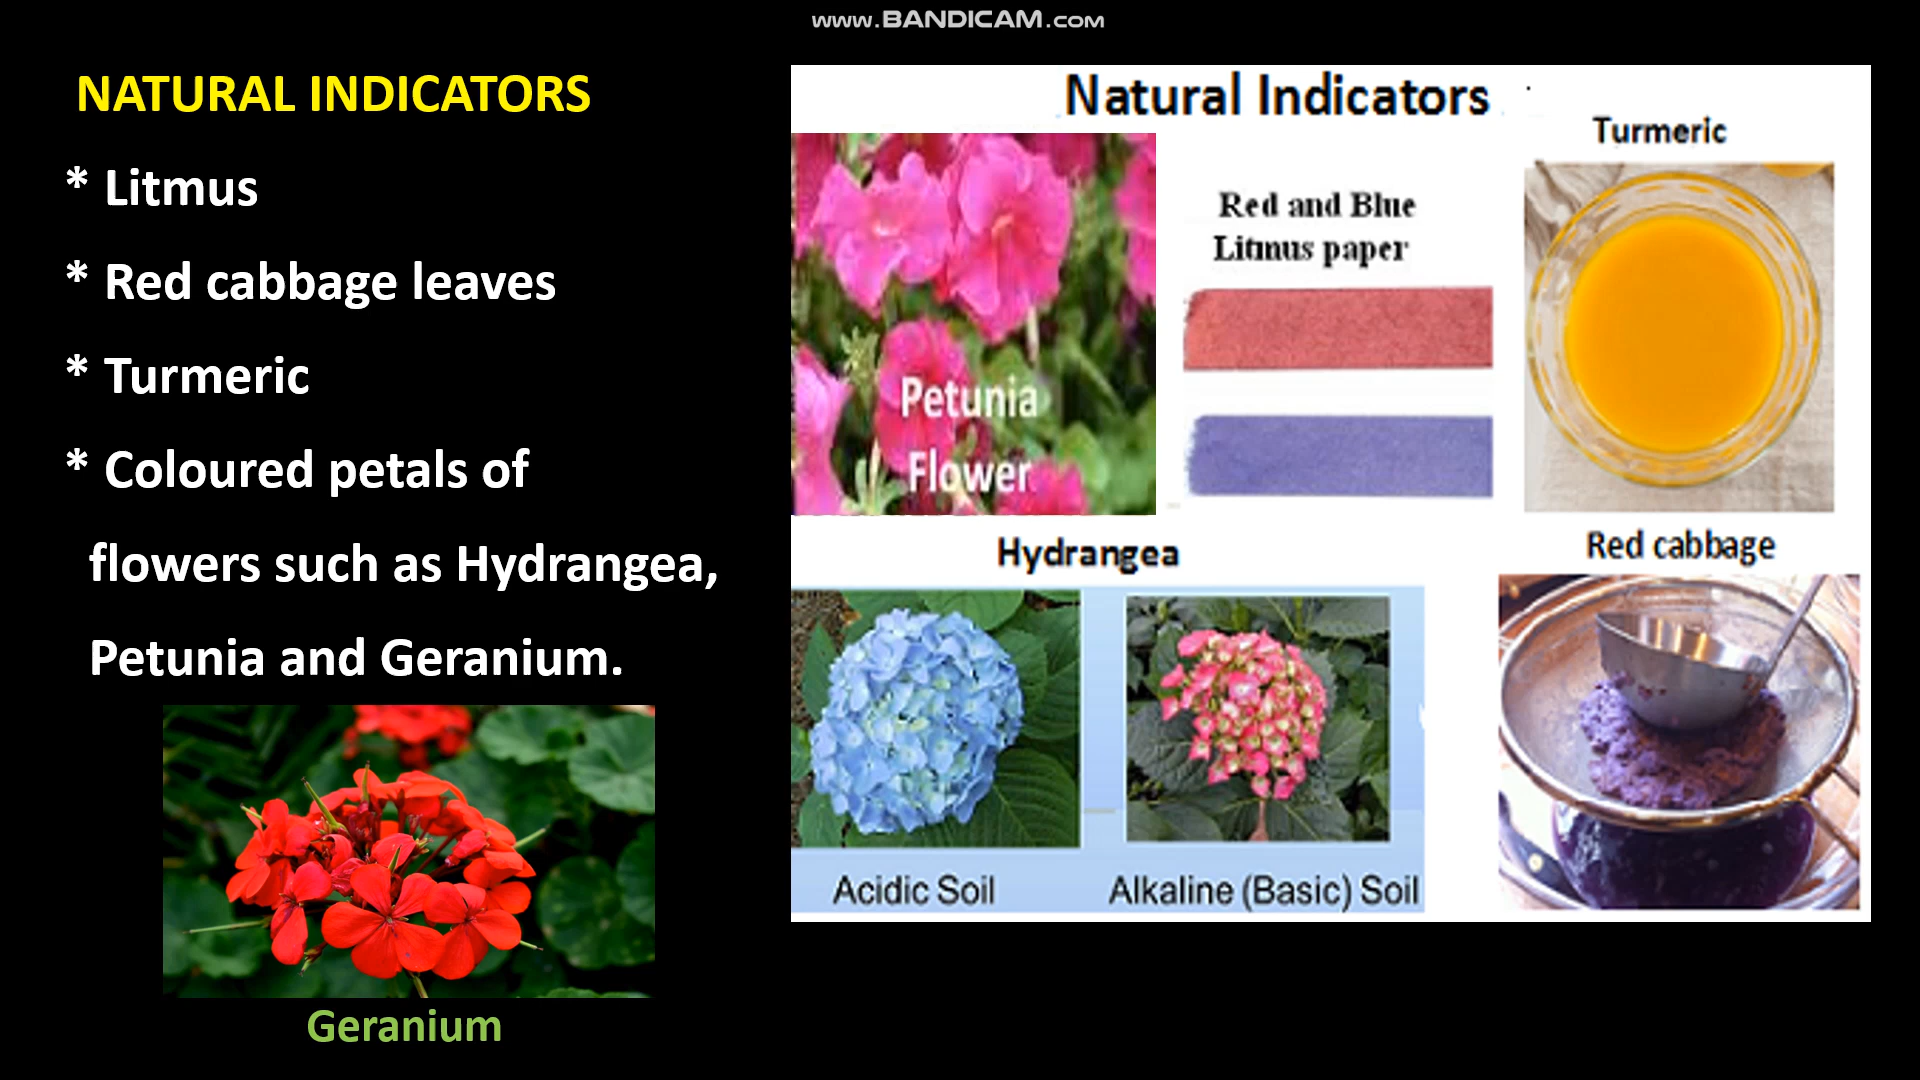 www.BANDICAM.com
NATURAL INDICATORS
* Litmus
* Red cabbage leaves
* Turmeric
* Coloured petals of
flowers such as Hydrangea,
Petunia and Geranium.
Geranium
Natural Indicators
Turmeric
Red and Blue
Litmus paper
Petunia
Flower
Hydrangea
Red cabbage
Acidic Soil
Alkaline (Basic) Soil